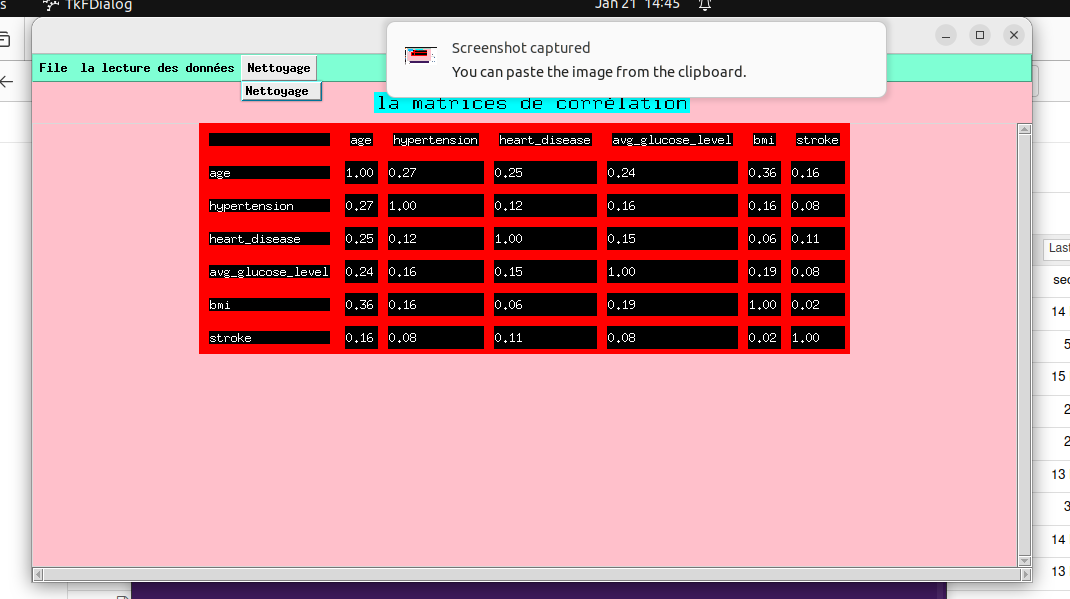 TkFDialog
Jan 21 14:45
Screenshot captured
You can paste the image from the clipboard.
File la lecture des données Nettoyage
Nettoyage
la matrices de corrélation
age hypertension heart_disease avg_glucose_level bmi stroke
age 1.00 0.27 0.25 0.24 0.36 0.16
hypertension 0.27 1.00 0.12 0.16 0.16 0.08
heart_disease 0.25 0.12 1.00 0.15 0.06 0.11
avg_glucose_level 0.24 0.16 0.15 1.00 0.19 0.08
bmi 0.36 0.16 0.06 0.19 1.00 0.02
stroke 0.16 0.08 0.11 0.08 0.02 1.00
Last
sec
14
5
15
2
2
13
3
14
13